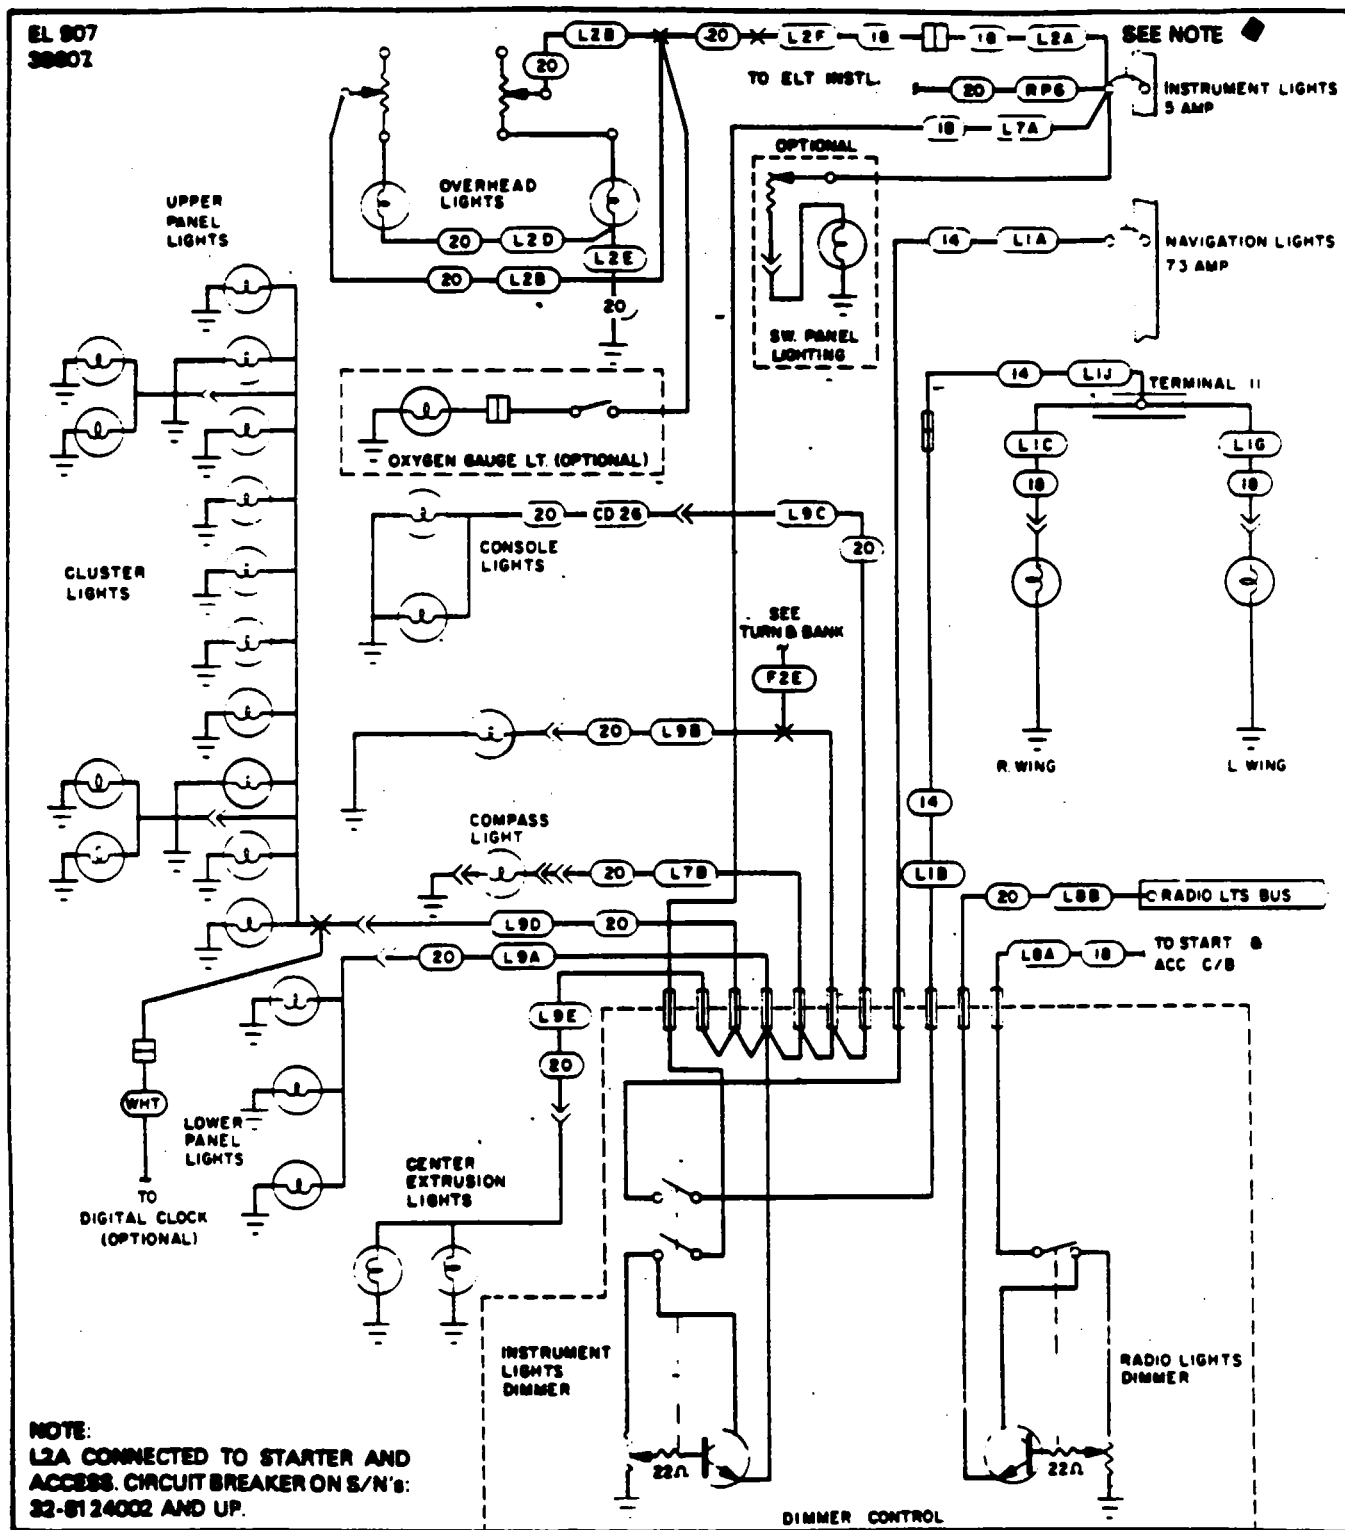 EL 907
SEE NOTE
L2B
20
L2F
18
18
L2A
20
TO ELT INSTL.
20
RP6
INSTRUMENT LIGHTS
5 AMP
18
L7A
OPTIONAL
OVERHEAD
LIGHTS
UPPER
PANEL
LIGHTS
20
L2D
L2E
14
L1A
NAVIGATION LIGHTS
7.5 AMP
20
L2B
20
SW. PANEL
LIGHTING
14
L1J
TERMINAL 11
L1C
L1G
18
18
OXYGEN GAUGE LT. (OPTIONAL)
20
CD26
L9C
20
CONSOLE
LIGHTS
CLUSTER
LIGHTS
SEE
TURN & BANK
F2E
20
L9B
R. WING
L. WING
14
COMPASS
LIGHT
20
L7B
L1B
20
L8B
RADIO LTS BUS
L9D
20
20
L9A
L8A
18
TO START &
ACC C/B
L9E
20
WHT
LOWER
PANEL
LIGHTS
CENTER
EXTRUSION
LIGHTS
TO
DIGITAL CLOCK
(OPTIONAL)
INSTRUMENT
LIGHTS
DIMMER
RADIO LIGHTS
DIMMER
22Ω
22Ω
DIMMER CONTROL
NOTE:
L2A CONNECTED TO STARTER AND
ACCESS. CIRCUIT BREAKER ON S/N's:
32-8124002 AND UP.